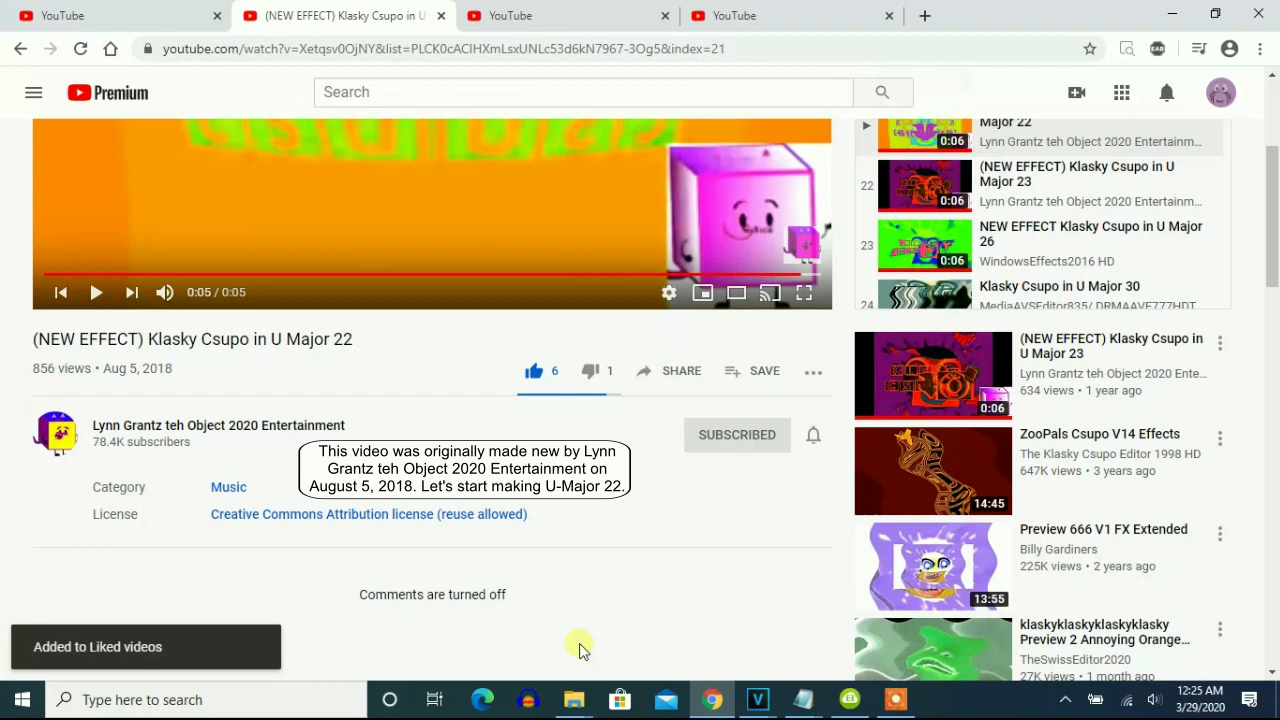 YouTube
(NEW EFFECT) Klasky Csupo in U
YouTube
YouTube
youtube.com/watch?v=Xetqsv0OjNY&list=PLCK0cACIHXmLsxUNLc53d6kN7967-3Og5&index=21
Premium
Search
Major 22
Lynn Grantz teh Object 2020 Entertainm...
0:06
22
(NEW EFFECT) Klasky Csupo in U
Major 23
Lynn Grantz teh Object 2020 Entertainm...
0:06
23
NEW EFFECT Klasky Csupo in U Major
26
WindowsEffects2016 HD
0:06
24
Klasky Csupo in U Major 30
MediaAVSEditor835/ DRMAAVE777HDT
0:05 / 0:05
(NEW EFFECT) Klasky Csupo in U Major 22
856 views • Aug 5, 2018
6
1
SHARE
SAVE
Lynn Grantz teh Object 2020 Entertainment
78.4K subscribers
SUBSCRIBED
This video was originally made new by Lynn
Grantz teh Object 2020 Entertainment on
August 5, 2018. Let's start making U-Major 22.
Category
Music
License
Creative Commons Attribution license (reuse allowed)
Comments are turned off
(NEW EFFECT) Klasky Csupo in
U Major 23
Lynn Grantz teh Object 2020 Ente...
634 views • 1 year ago
0:06
ZooPals Csupo V14 Effects
The Klasky Csupo Editor 1998 HD
647K views • 3 years ago
14:45
Preview 666 V1 FX Extended
Billy Gardiners
225K views • 2 years ago
13:55
klaskyklaskyklaskyklasky
Preview 2 Annoying Orange...
TheSwissEditor2020
27K views • 1 month ago
Added to Liked videos
Type here to search
12:25 AM
3/29/2020